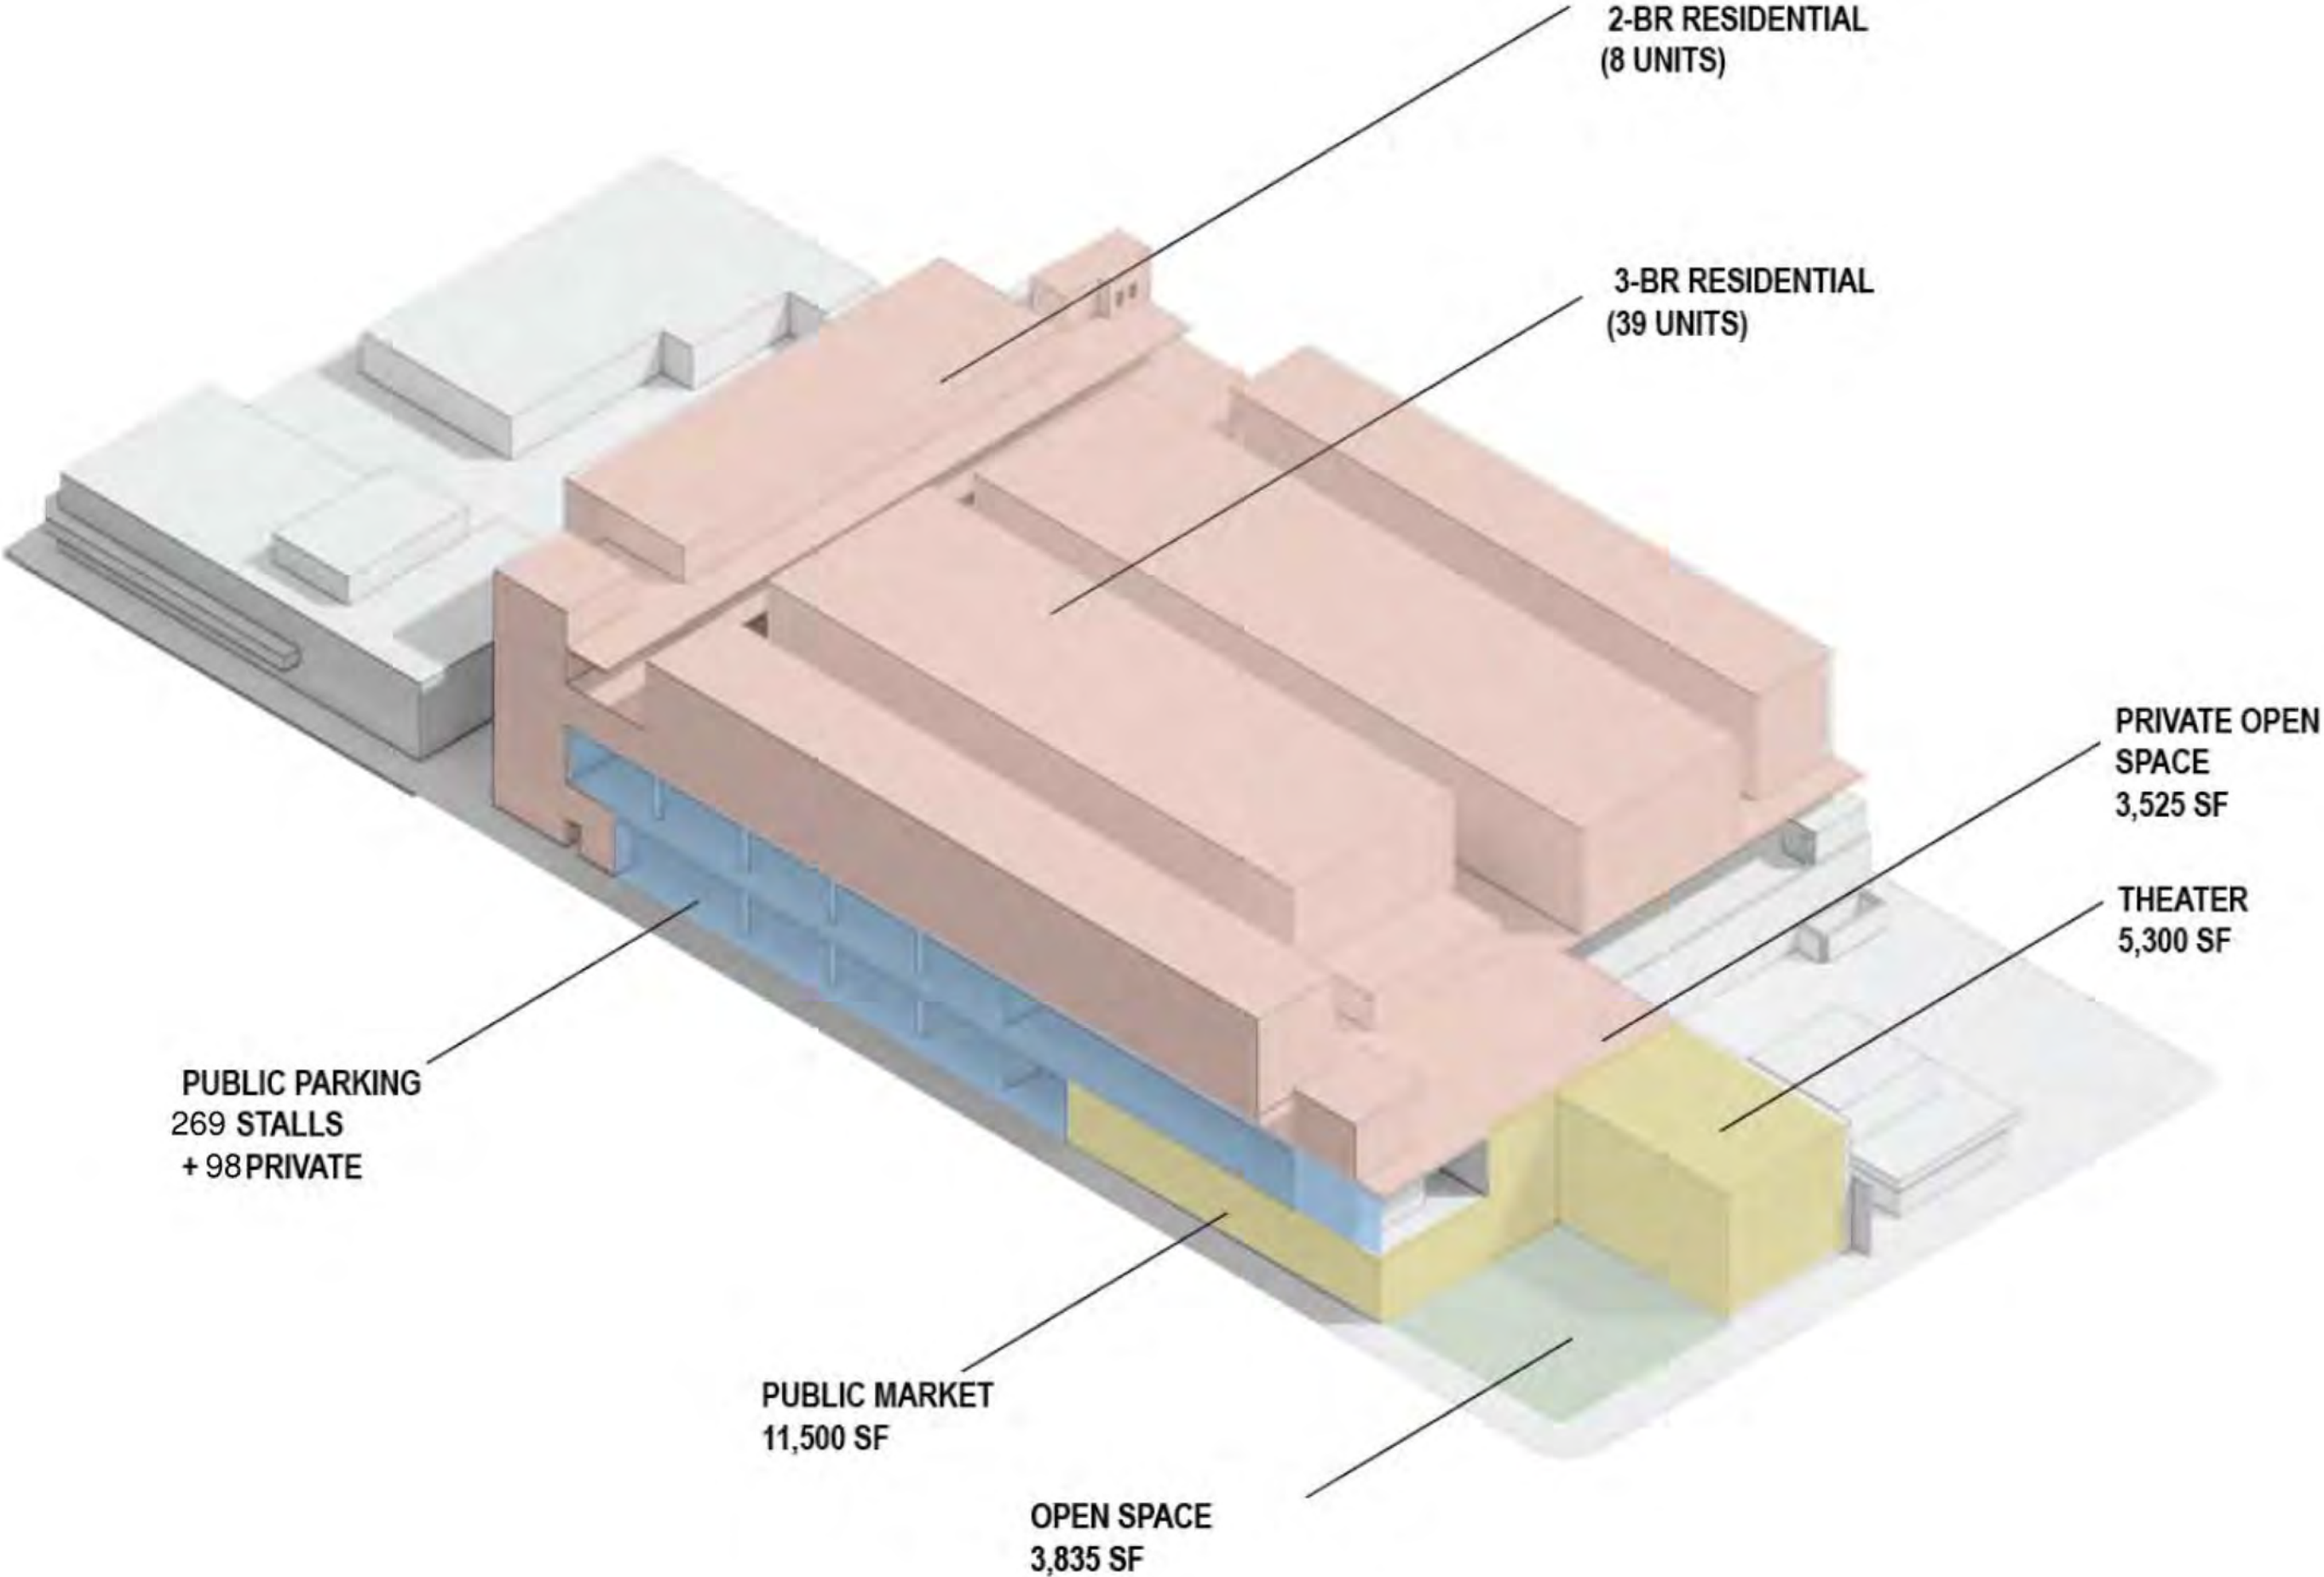 2-BR RESIDENTIAL
(8 UNITS)
3-BR RESIDENTIAL
(39 UNITS)
PRIVATE OPEN
SPACE
3,525 SF
THEATER
5,300 SF
PUBLIC PARKING
269 STALLS
+ 98 PRIVATE
PUBLIC MARKET
11,500 SF
OPEN SPACE
3,835 SF